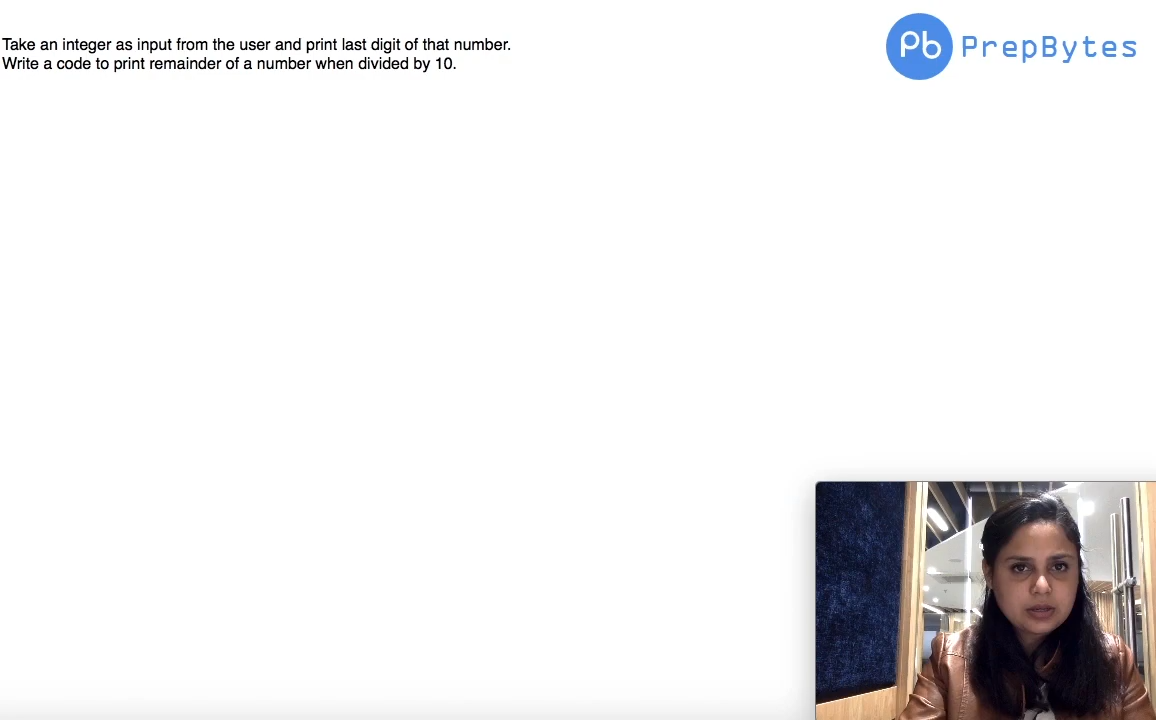 Take an integer as input from the user and print last digit of that number.
Write a code to print remainder of a number when divided by 10.
Pb PrepBytes